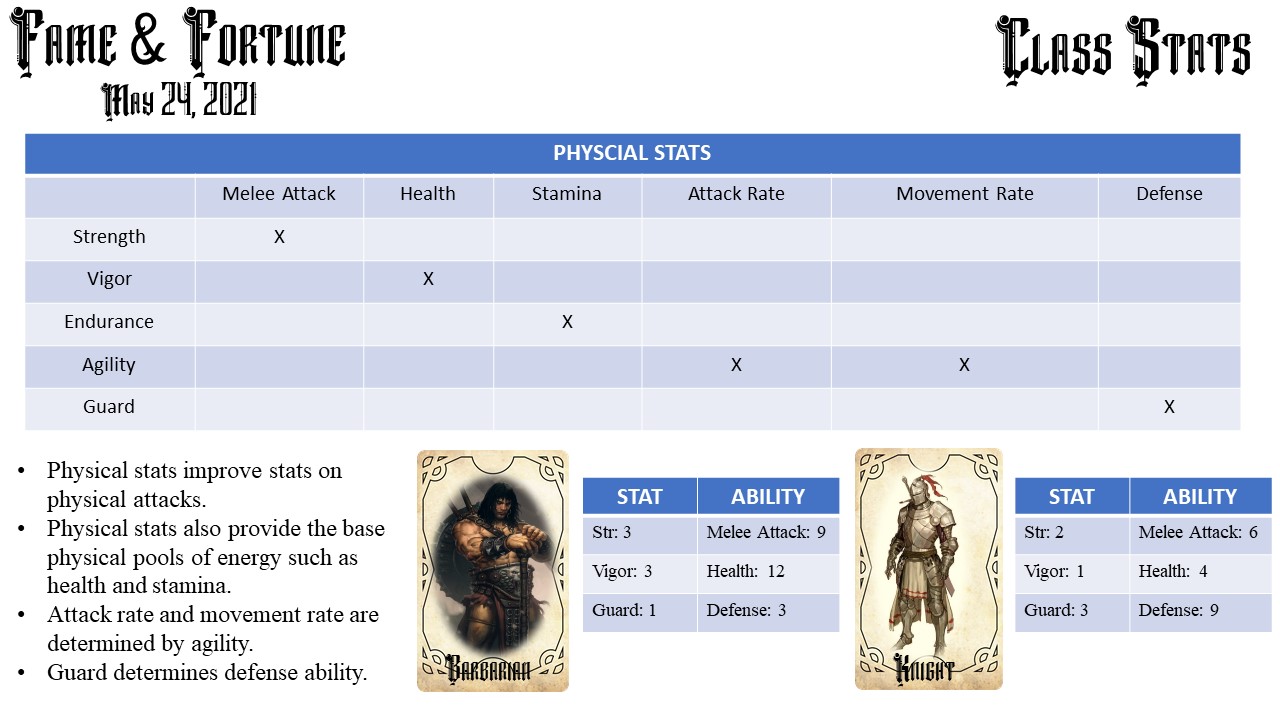 Fame & Fortune
May 24, 2021
Class Stats
PHYSCIAL STATS
Melee Attack Health Stamina Attack Rate Movement Rate Defense
Strength X
Vigor X
Endurance X
Agility X X
Guard X
• Physical stats improve stats on
physical attacks.
• Physical stats also provide the base
physical pools of energy such as
health and stamina.
• Attack rate and movement rate are
determined by agility.
• Guard determines defense ability.
Barbarian
STAT ABILITY
Str: 3 Melee Attack: 9
Vigor: 3 Health: 12
Guard: 1 Defense: 3
Knight
STAT ABILITY
Str: 2 Melee Attack: 6
Vigor: 1 Health: 4
Guard: 3 Defense: 9